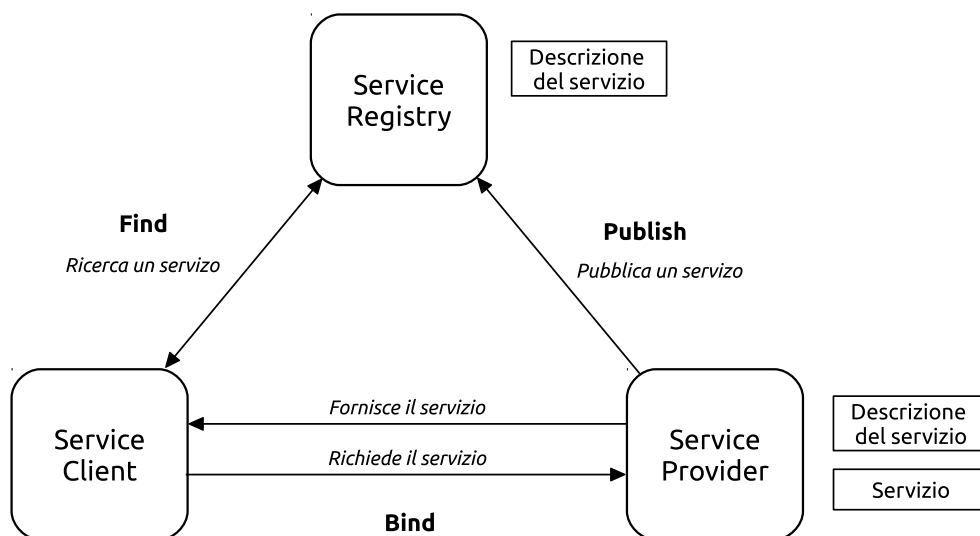 Service
Registry
Descrizione
del servizio
Find
Ricerca un servizo
Publish
Pubblica un servizo
Fornisce il servizio
Richiede il servizio
Bind
Service
Client
Service
Provider
Descrizione
del servizio
Servizio